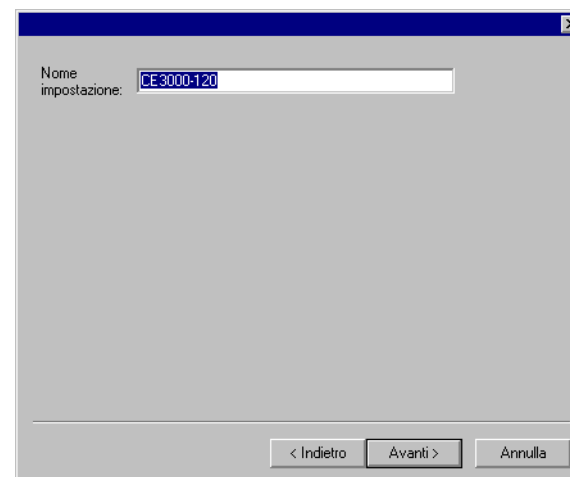 Nome
impostazione:
CE3000-120
< Indietro
Avanti >
Annulla